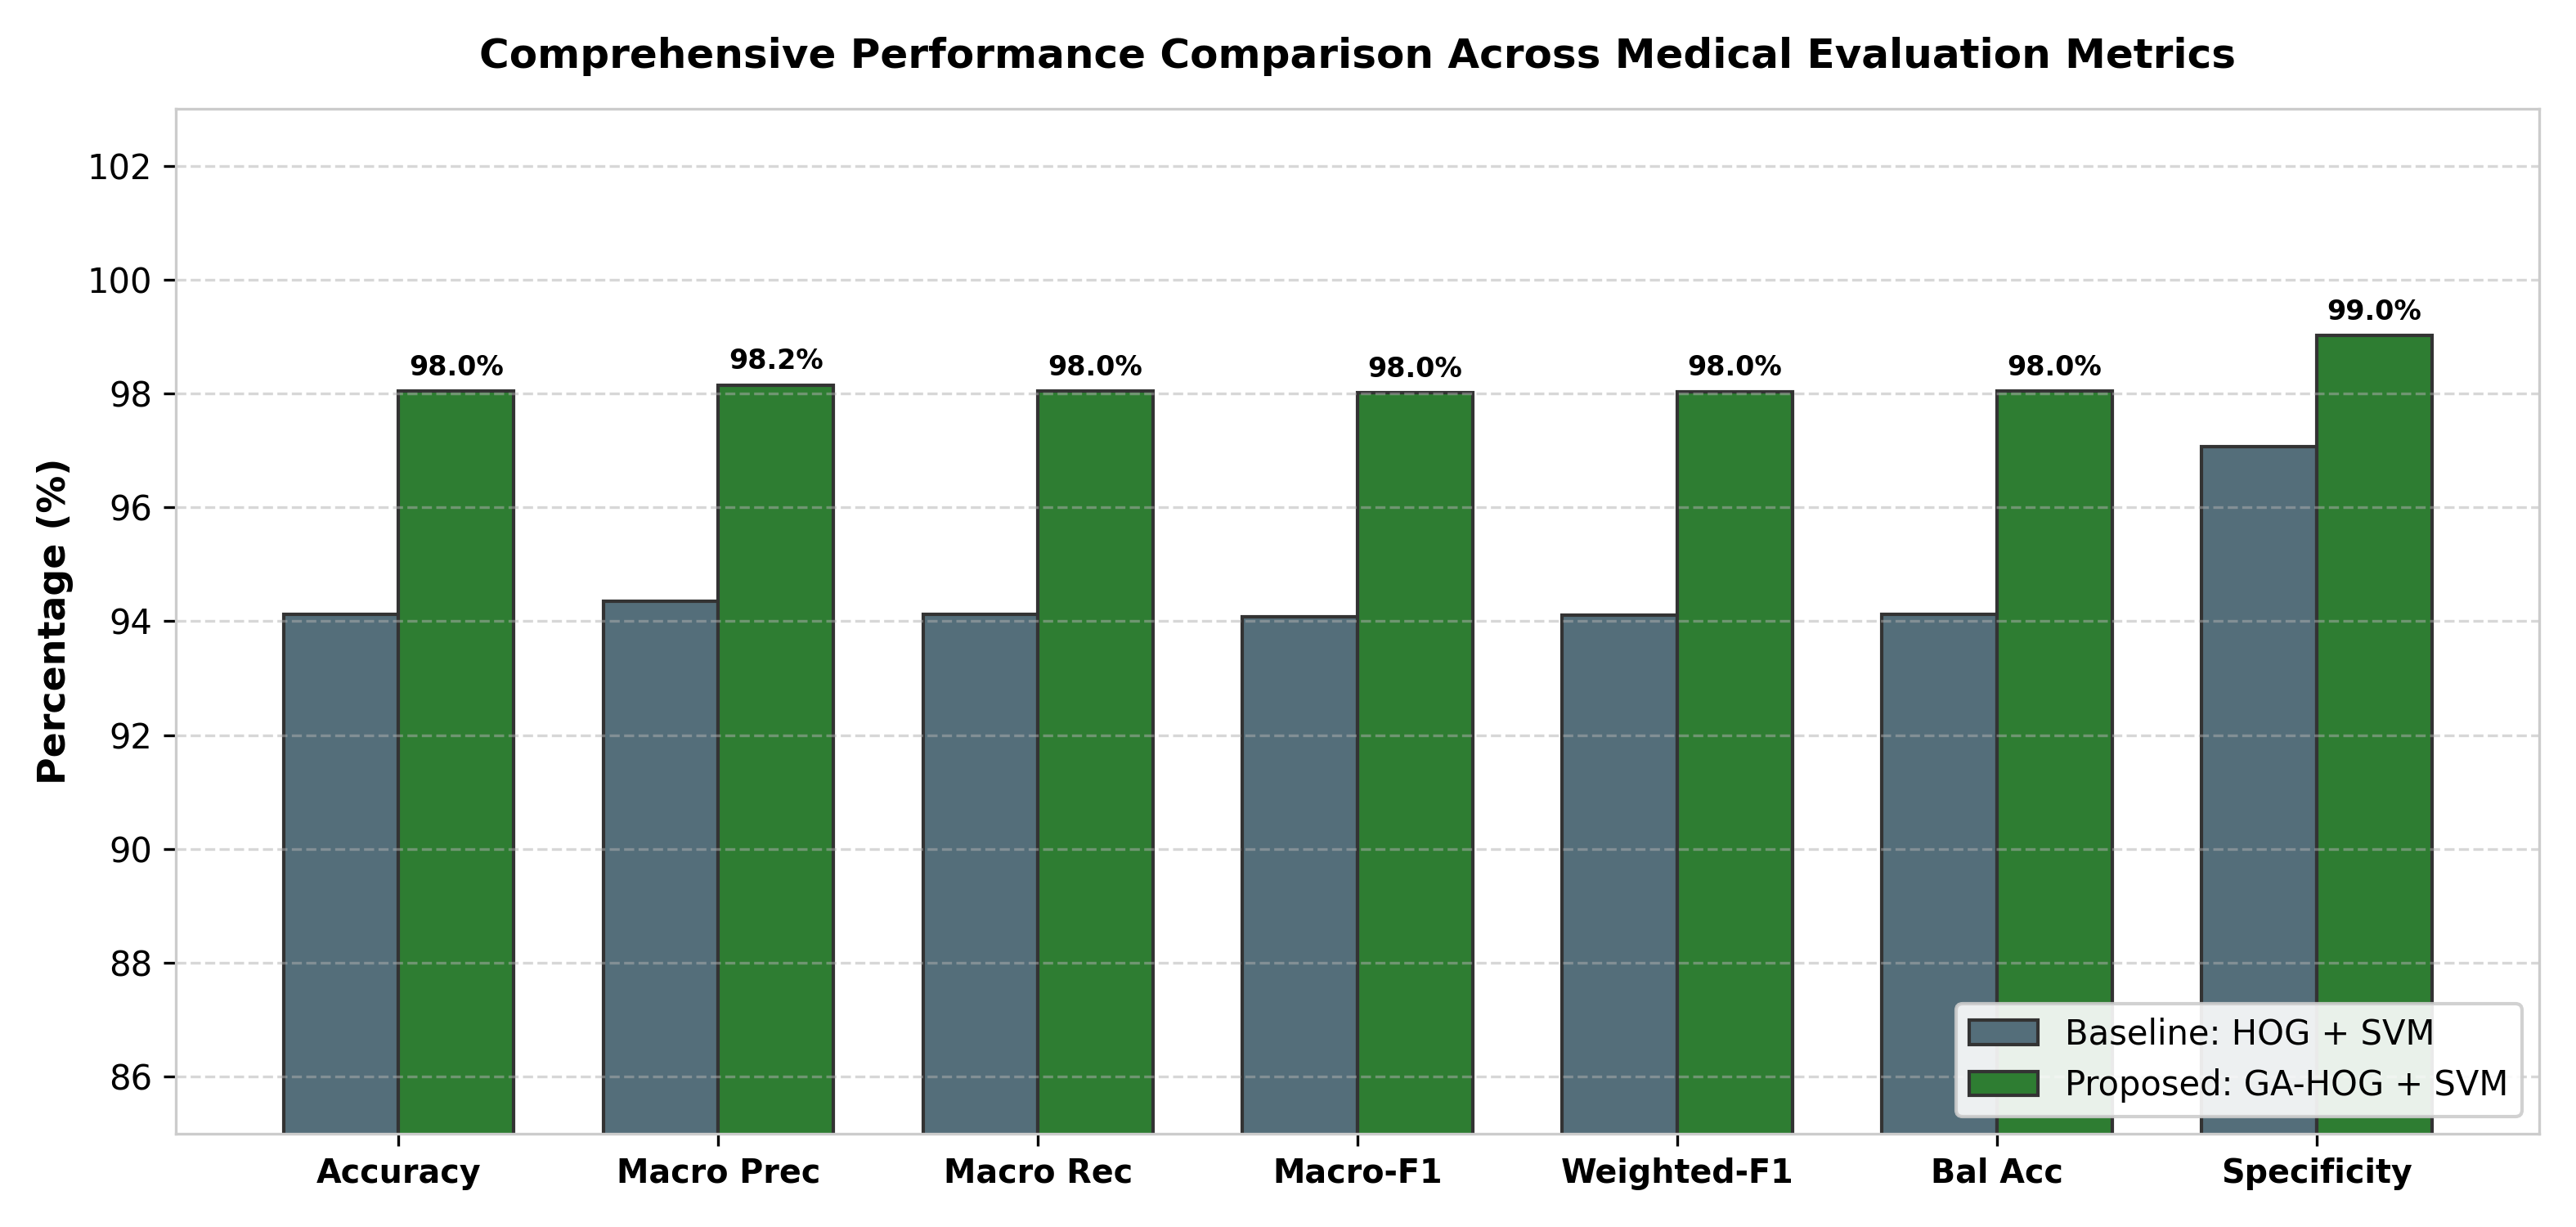 Comprehensive Performance Comparison Across Medical Evaluation Metrics
Percentage (%)
102
100
98
96
94
92
90
88
86
98.0%
98.2%
98.0%
98.0%
98.0%
98.0%
99.0%
Baseline: HOG + SVM
Proposed: GA-HOG + SVM
Accuracy
Macro Prec
Macro Rec
Macro-F1
Weighted-F1
Bal Acc
Specificity